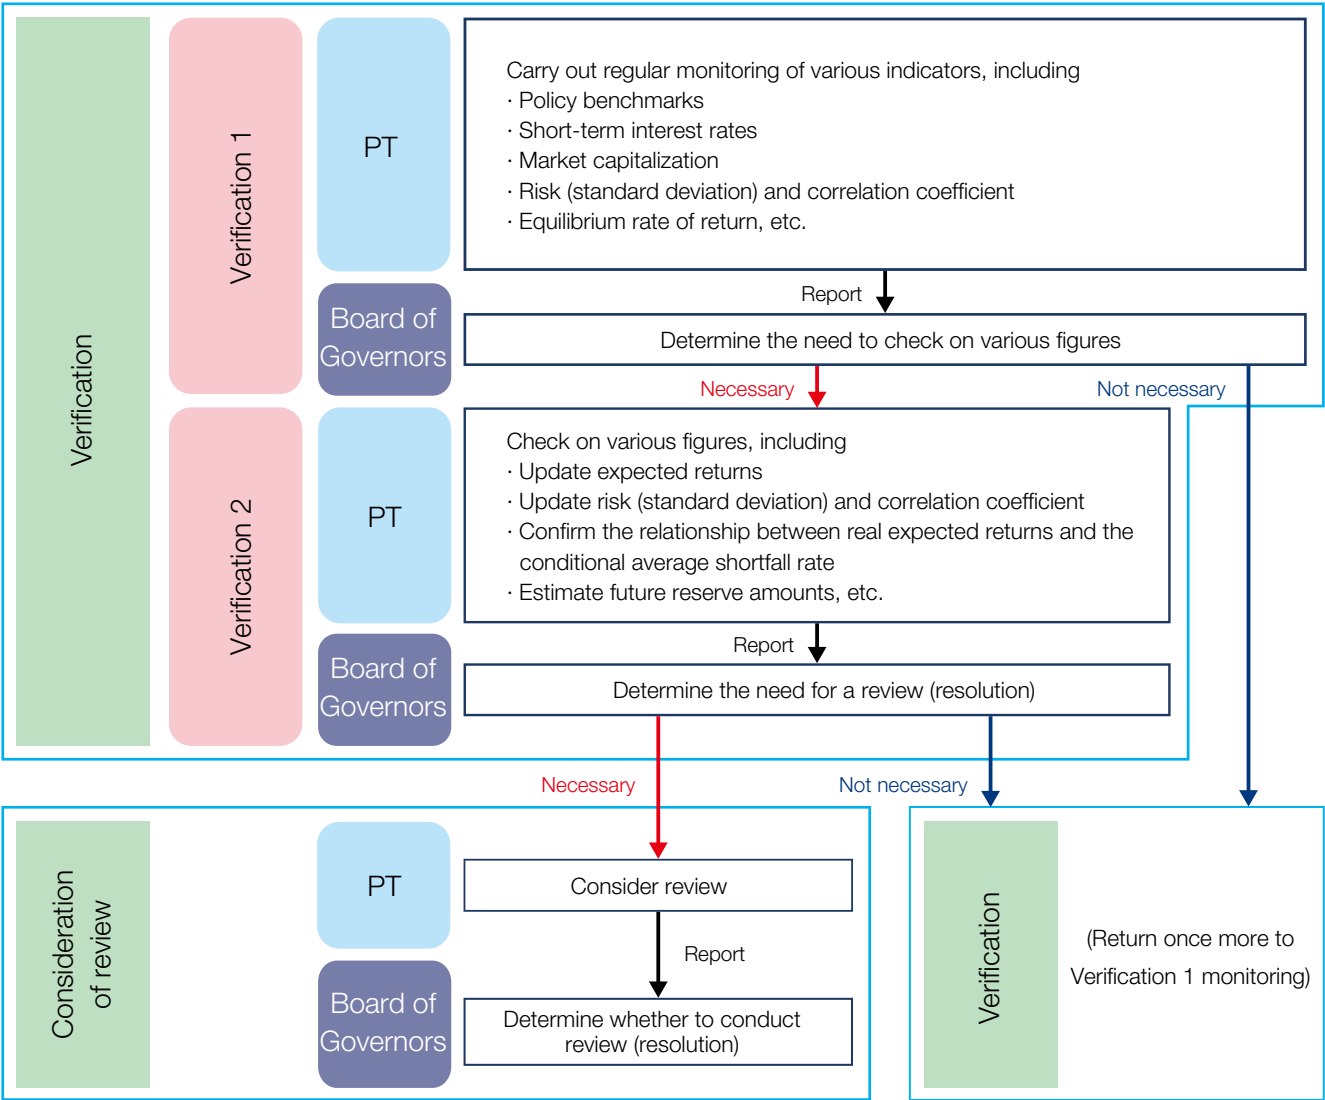 Verification
Verification 1
PT
Carry out regular monitoring of various indicators, including
· Policy benchmarks
· Short-term interest rates
· Market capitalization
· Risk (standard deviation) and correlation coefficient
· Equilibrium rate of return, etc.
Report
Board of
Governors
Determine the need to check on various figures
Necessary
Not necessary
Verification 2
PT
Check on various figures, including
· Update expected returns
· Update risk (standard deviation) and correlation coefficient
· Confirm the relationship between real expected returns and the
conditional average shortfall rate
· Estimate future reserve amounts, etc.
Report
Board of
Governors
Determine the need for a review (resolution)
Necessary
Not necessary
Consideration
of review
PT
Consider review
Report
Board of
Governors
Determine whether to conduct
review (resolution)
Verification
(Return once more to
Verification 1 monitoring)